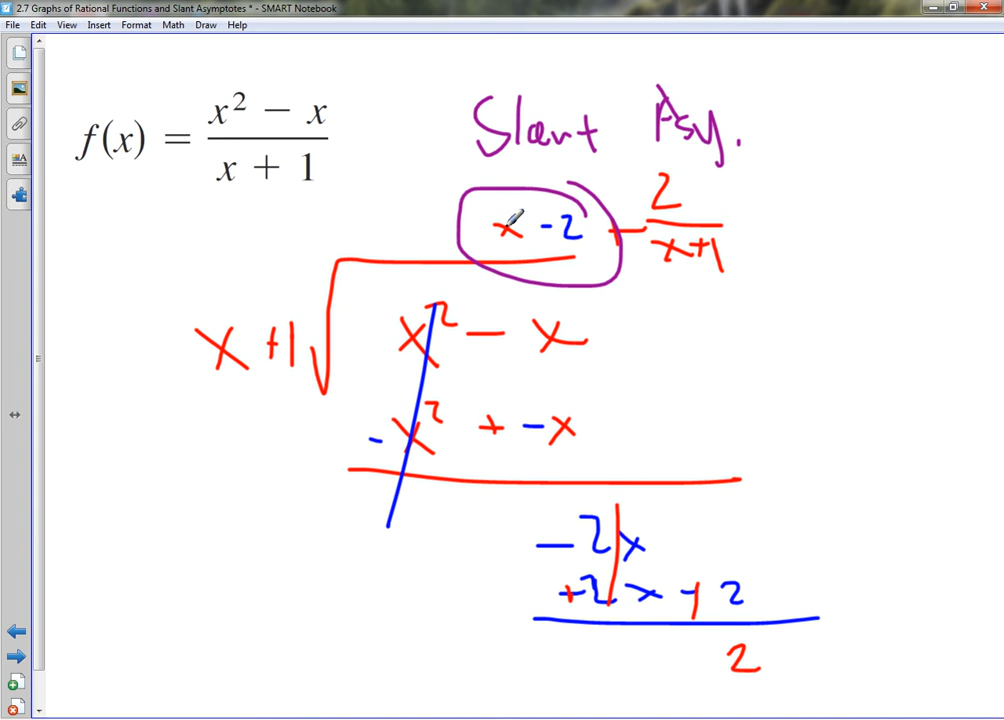 2.7 Graphs of Rational Functions and Slant Asymptotes * - SMART Notebook
File Edit View Insert Format Math Draw Help
f(x) = (x² − x)/(x + 1)
Slant Asy.
x -2 + 2/(x+1)
x +1 √ x² − x
-x² + -x
-2x
+2x + 2
2